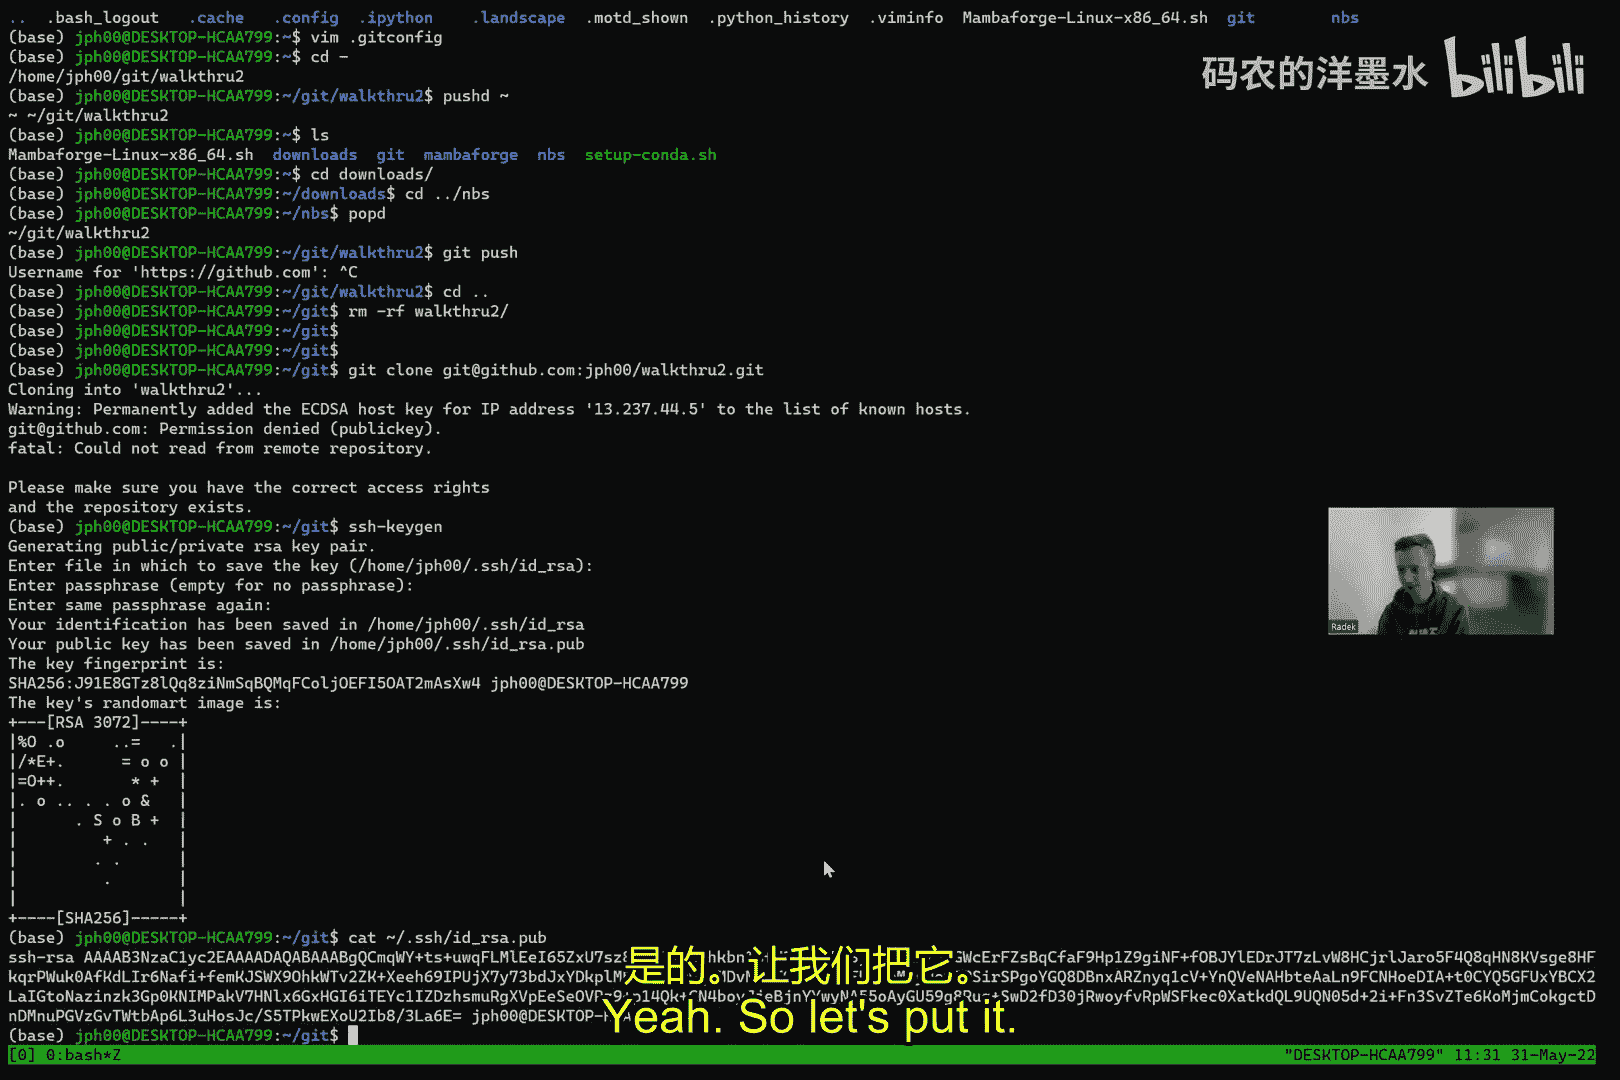 .. .bash_logout .cache .config .ipython .landscape .motd_shown .python_history .viminfo Mambaforge-Linux-x86_64.sh git nbs
(base) jph00@DESKTOP-HCAA799:~$ vim .gitconfig
(base) jph00@DESKTOP-HCAA799:~$ cd -
/home/jph00/git/walkthru2
(base) jph00@DESKTOP-HCAA799:~/git/walkthru2$ pushd ~
~ ~/git/walkthru2
(base) jph00@DESKTOP-HCAA799:~$ ls
Mambaforge-Linux-x86_64.sh downloads git mambaforge nbs setup-conda.sh
(base) jph00@DESKTOP-HCAA799:~$ cd downloads/
(base) jph00@DESKTOP-HCAA799:~/downloads$ cd ../nbs
(base) jph00@DESKTOP-HCAA799:~/nbs$ popd
~/git/walkthru2
(base) jph00@DESKTOP-HCAA799:~/git/walkthru2$ git push
Username for 'https://github.com': ^C
(base) jph00@DESKTOP-HCAA799:~/git/walkthru2$ cd ..
(base) jph00@DESKTOP-HCAA799:~/git$ rm -rf walkthru2/
(base) jph00@DESKTOP-HCAA799:~/git$
(base) jph00@DESKTOP-HCAA799:~/git$
(base) jph00@DESKTOP-HCAA799:~/git$ git clone git@github.com:jph00/walkthru2.git
Cloning into 'walkthru2'...
Warning: Permanently added the ECDSA host key for IP address '13.237.44.5' to the list of known hosts.
git@github.com: Permission denied (publickey).
fatal: Could not read from remote repository.
Please make sure you have the correct access rights
and the repository exists.
(base) jph00@DESKTOP-HCAA799:~/git$ ssh-keygen
Generating public/private rsa key pair.
Enter file in which to save the key (/home/jph00/.ssh/id_rsa):
Enter passphrase (empty for no passphrase):
Enter same passphrase again:
Your identification has been saved in /home/jph00/.ssh/id_rsa
Your public key has been saved in /home/jph00/.ssh/id_rsa.pub
The key fingerprint is:
SHA256:J91E8GTz8lQq8ziNmSqBQMqFColjOEFI5OAT2mAsXw4 jph00@DESKTOP-HCAA799
The key's randomart image is:
+---[RSA 3072]----+
|%O .o ..= .|
|/*E+. = o o |
|=O++. * + |
|. o .. . . o & |
| . S o B + |
| + . . |
| . . |
| . |
| |
+----[SHA256]-----+
(base) jph00@DESKTOP-HCAA799:~/git$ cat ~/.ssh/id_rsa.pub
ssh-rsa
jph00@DESKTOP-
(base) jph00@DESKTOP-HCAA799:~/git$
[0] 0:bash*Z "DESKTOP-HCAA799" 11:31 31-May-22
码农的洋墨水 bilibili
Radek
是的。让我们把它。
Yeah. So let's put it.